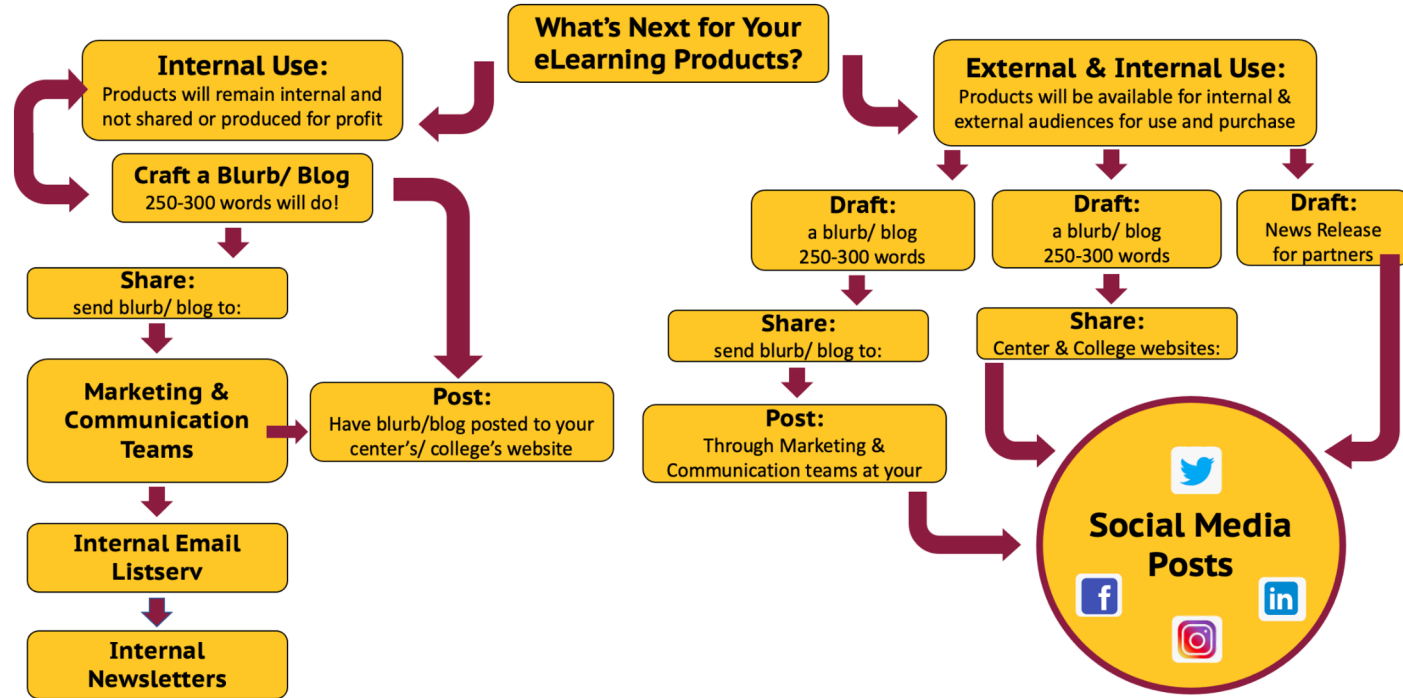 What's Next for Your
eLearning Products?
Internal Use:
Products will remain internal and
not shared or produced for profit
Craft a Blurb/ Blog
250-300 words will do!
Share:
send blurb/ blog to:
Marketing &
Communication
Teams
Post:
Have blurb/blog posted to your
center's/ college's website
Internal Email
Listserv
Internal
Newsletters
External & Internal Use:
Products will be available for internal &
external audiences for use and purchase
Draft:
a blurb/ blog
250-300 words
Share:
send blurb/ blog to:
Post:
Through Marketing &
Communication teams at your
Draft:
a blurb/ blog
250-300 words
Share:
Center & College websites:
Draft:
News Release
for partners
Social Media
Posts
f
in